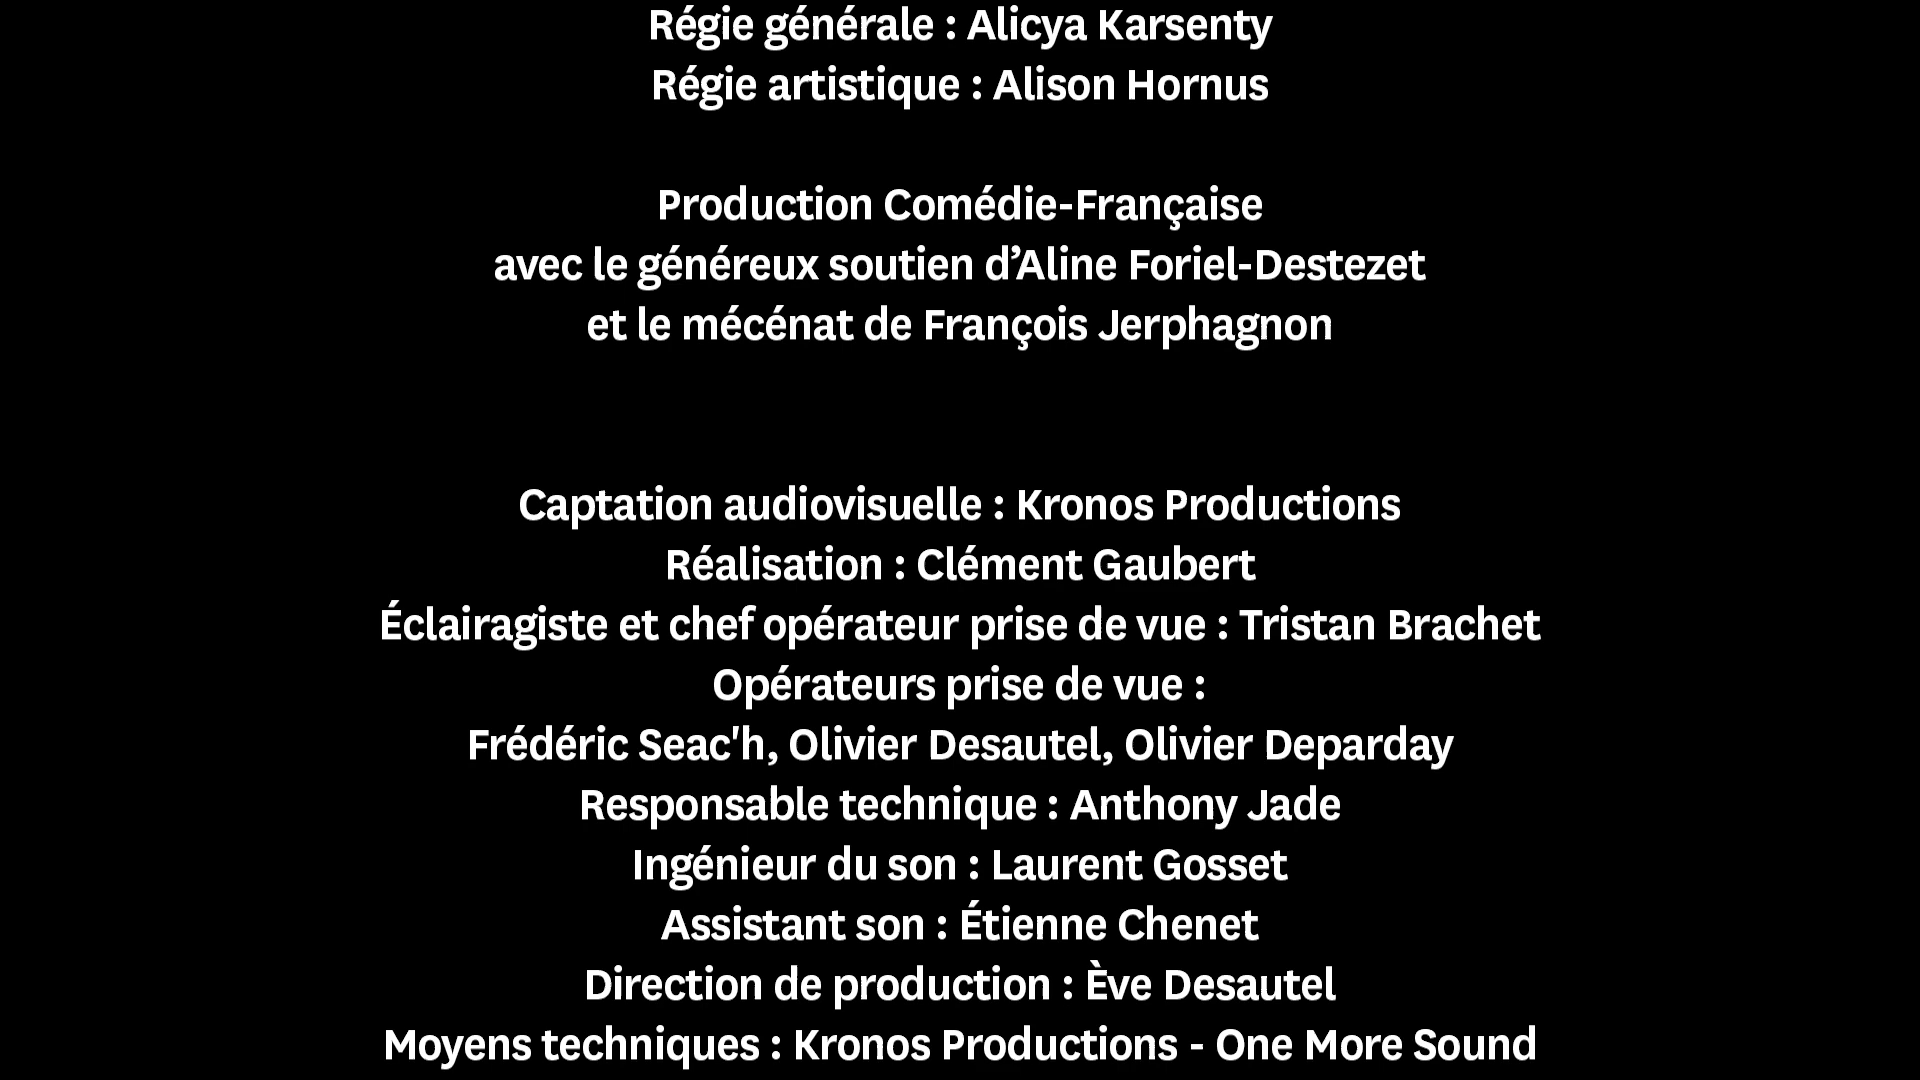 Régie générale : Alicya Karsenty
Régie artistique : Alison Hornus
Production Comédie-Française
avec le généreux soutien d’Aline Foriel-Destezet
et le mécénat de François Jerphagnon
Captation audiovisuelle : Kronos Productions
Réalisation : Clément Gaubert
Éclairagiste et chef opérateur prise de vue : Tristan Brachet
Opérateurs prise de vue :
Frédéric Seac'h, Olivier Desautel, Olivier Deparday
Responsable technique : Anthony Jade
Ingénieur du son : Laurent Gosset
Assistant son : Étienne Chenet
Direction de production : Ève Desautel
Moyens techniques : Kronos Productions - One More Sound